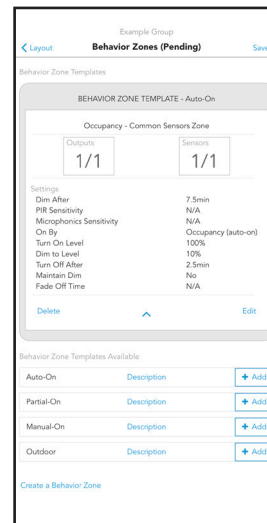 Example Group
Layout Behavior Zones (Pending) Save
Behavior Zone Templates
BEHAVIOR ZONE TEMPLATE - Auto-On
Occupancy - Common Sensors Zone
Outputs Sensors
1/1 1/1
Settings
Dim After 7.5min
PIR Sensitivity N/A
Microphonics Sensitivity N/A
On By Occupancy (auto-on)
Turn On Level 100%
Dim to Level 10%
Turn Off After 2.5min
Maintain Dim No
Fade Off Time N/A
Delete Edit
Behavior Zone Templates Available
Auto-On Description + Add
Partial-On Description + Add
Manual-On Description + Add
Outdoor Description + Add
Create a Behavior Zone